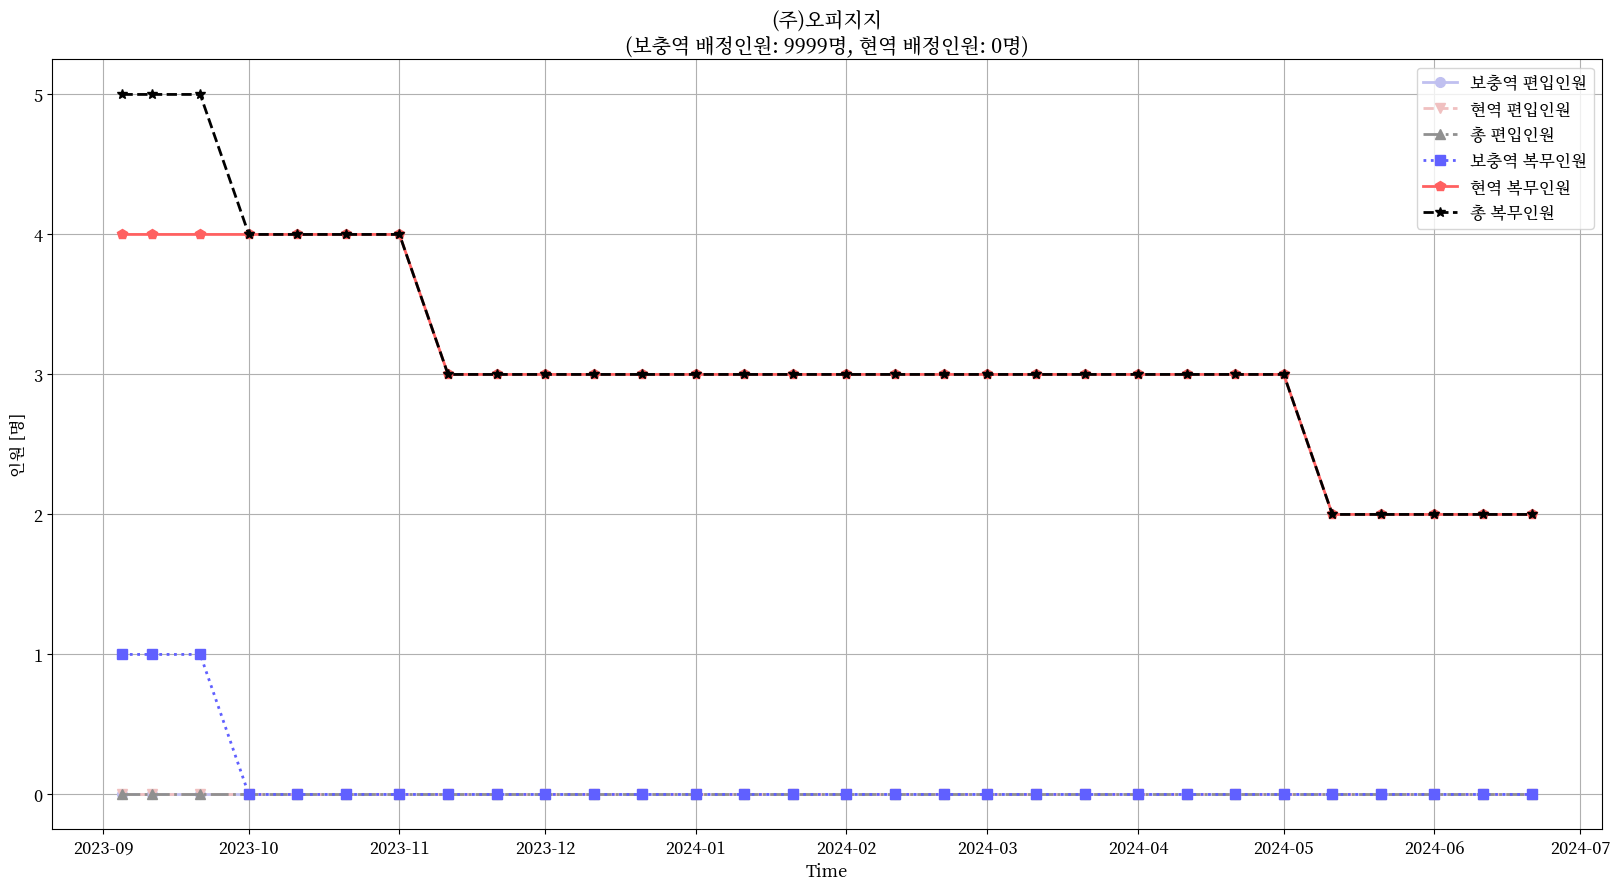 (주)오피지지
(보충역 배정인원: 9999명, 현역 배정인원: 0명)
보충역 편입인원
현역 편입인원
총 편입인원
보충역 복무인원
현역 복무인원
총 복무인원
인원 [명]
5
4
3
2
1
0
2023-09
2023-10
2023-11
2023-12
2024-01
2024-02
2024-03
2024-04
2024-05
2024-06
2024-07
Time